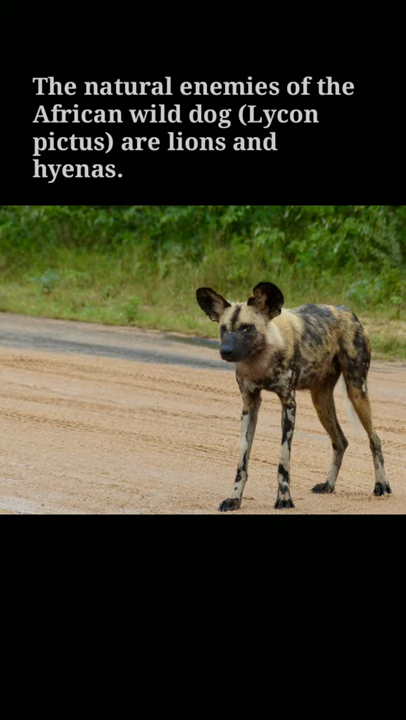 The natural enemies of the
African wild dog (Lycon
pictus) are lions and
hyenas.